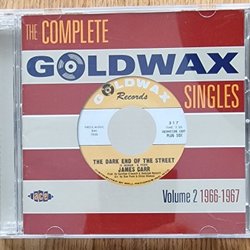 THE COMPLETE
GOLDWAX
SINGLES
GOLDWAX
Records
317
THE DARK END OF THE STREET
JAMES CARR
Ace
Volume 2 1966-1967